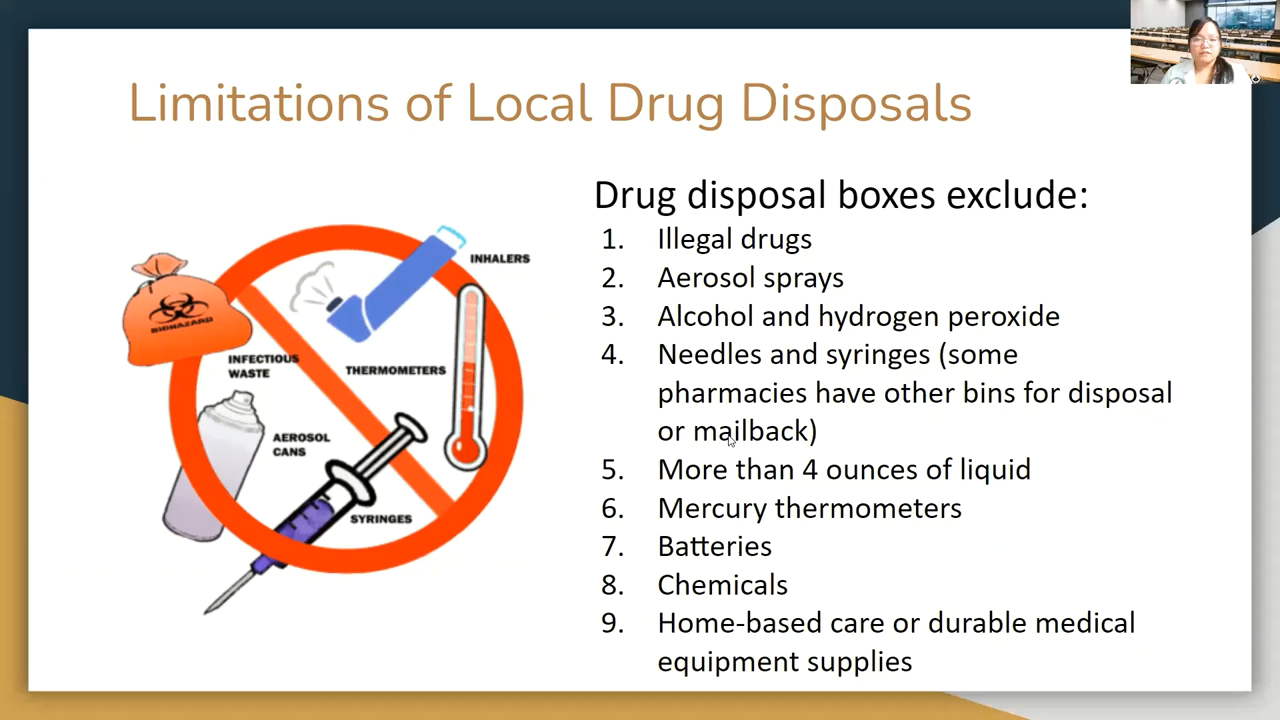 Limitations of Local Drug Disposals
Drug disposal boxes exclude:
1. Illegal drugs
2. Aerosol sprays
3. Alcohol and hydrogen peroxide
4. Needles and syringes (some
pharmacies have other bins for disposal
or mailback)
5. More than 4 ounces of liquid
6. Mercury thermometers
7. Batteries
8. Chemicals
9. Home-based care or durable medical
equipment supplies
INHALERS
BIOHAZARD
INFECTIOUS
WASTE
THERMOMETERS
AEROSOL
CANS
SYRINGES